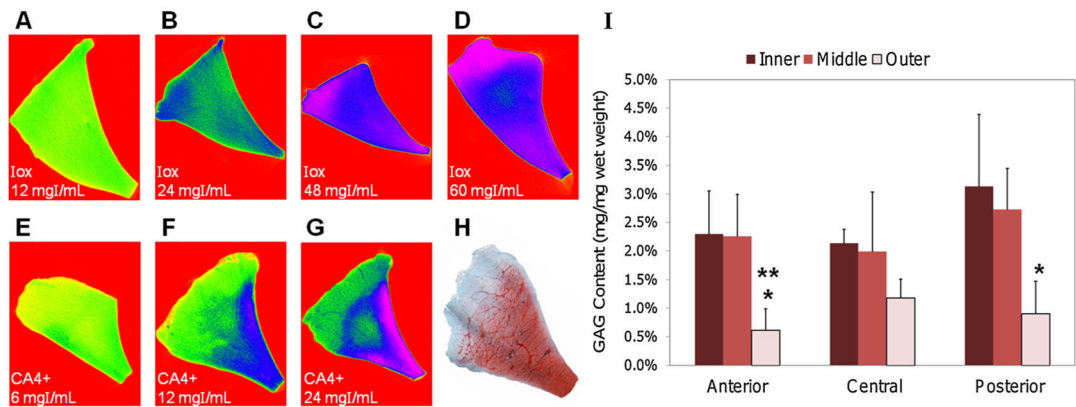 A
B
C
D
I
Iox
12 mgI/mL
Iox
24 mgI/mL
Iox
48 mgI/mL
Iox
60 mgI/mL
E
F
G
H
CA4+
6 mgI/mL
CA4+
12 mgI/mL
CA4+
24 mgI/mL
Inner Middle Outer
GAG Content (mg/mg wet weight)
5.0%
4.5%
4.0%
3.5%
3.0%
2.5%
2.0%
1.5%
1.0%
0.5%
0.0%
**
*
*
Anterior Central Posterior